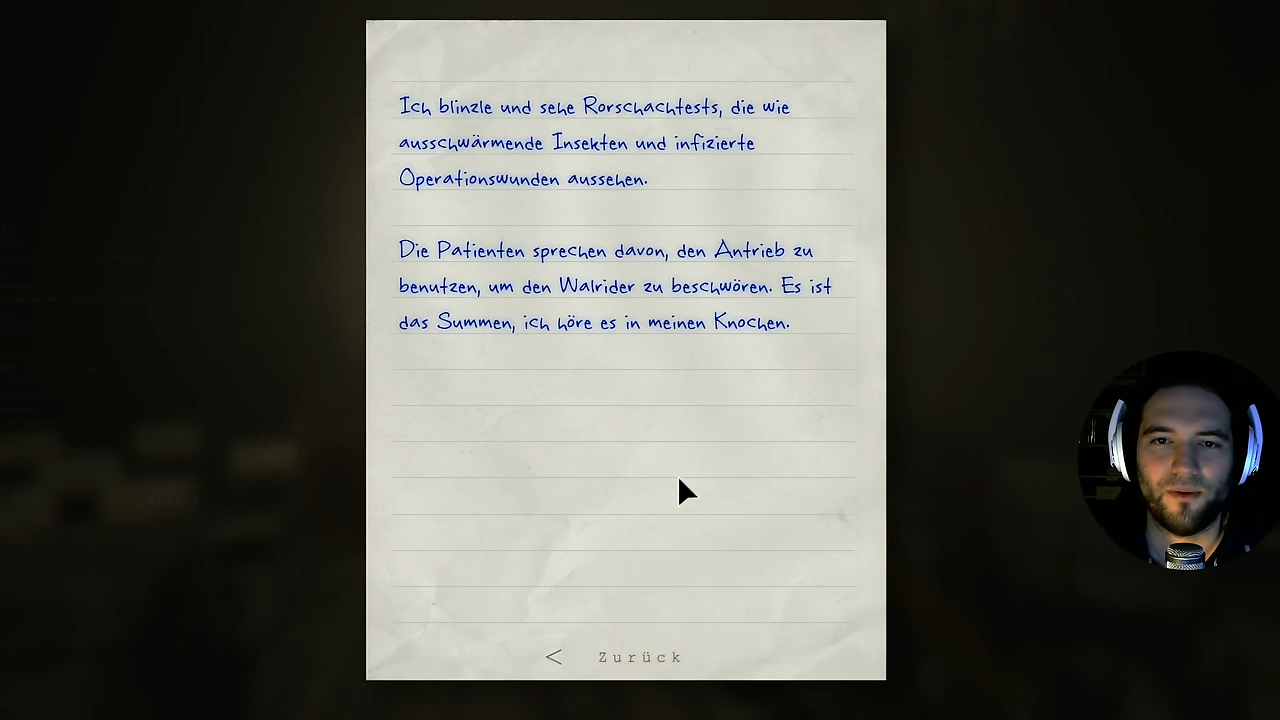 Ich blinzle und sehe Rorschachtests, die wie
ausschwärmende Insekten und infizierte
Operationswunden aussehen.
Die Patienten sprechen davon, den Antrieb zu
benutzen, um den Walrider zu beschwören. Es ist
das Summen, ich höre es in meinen Knochen.
< Zurück